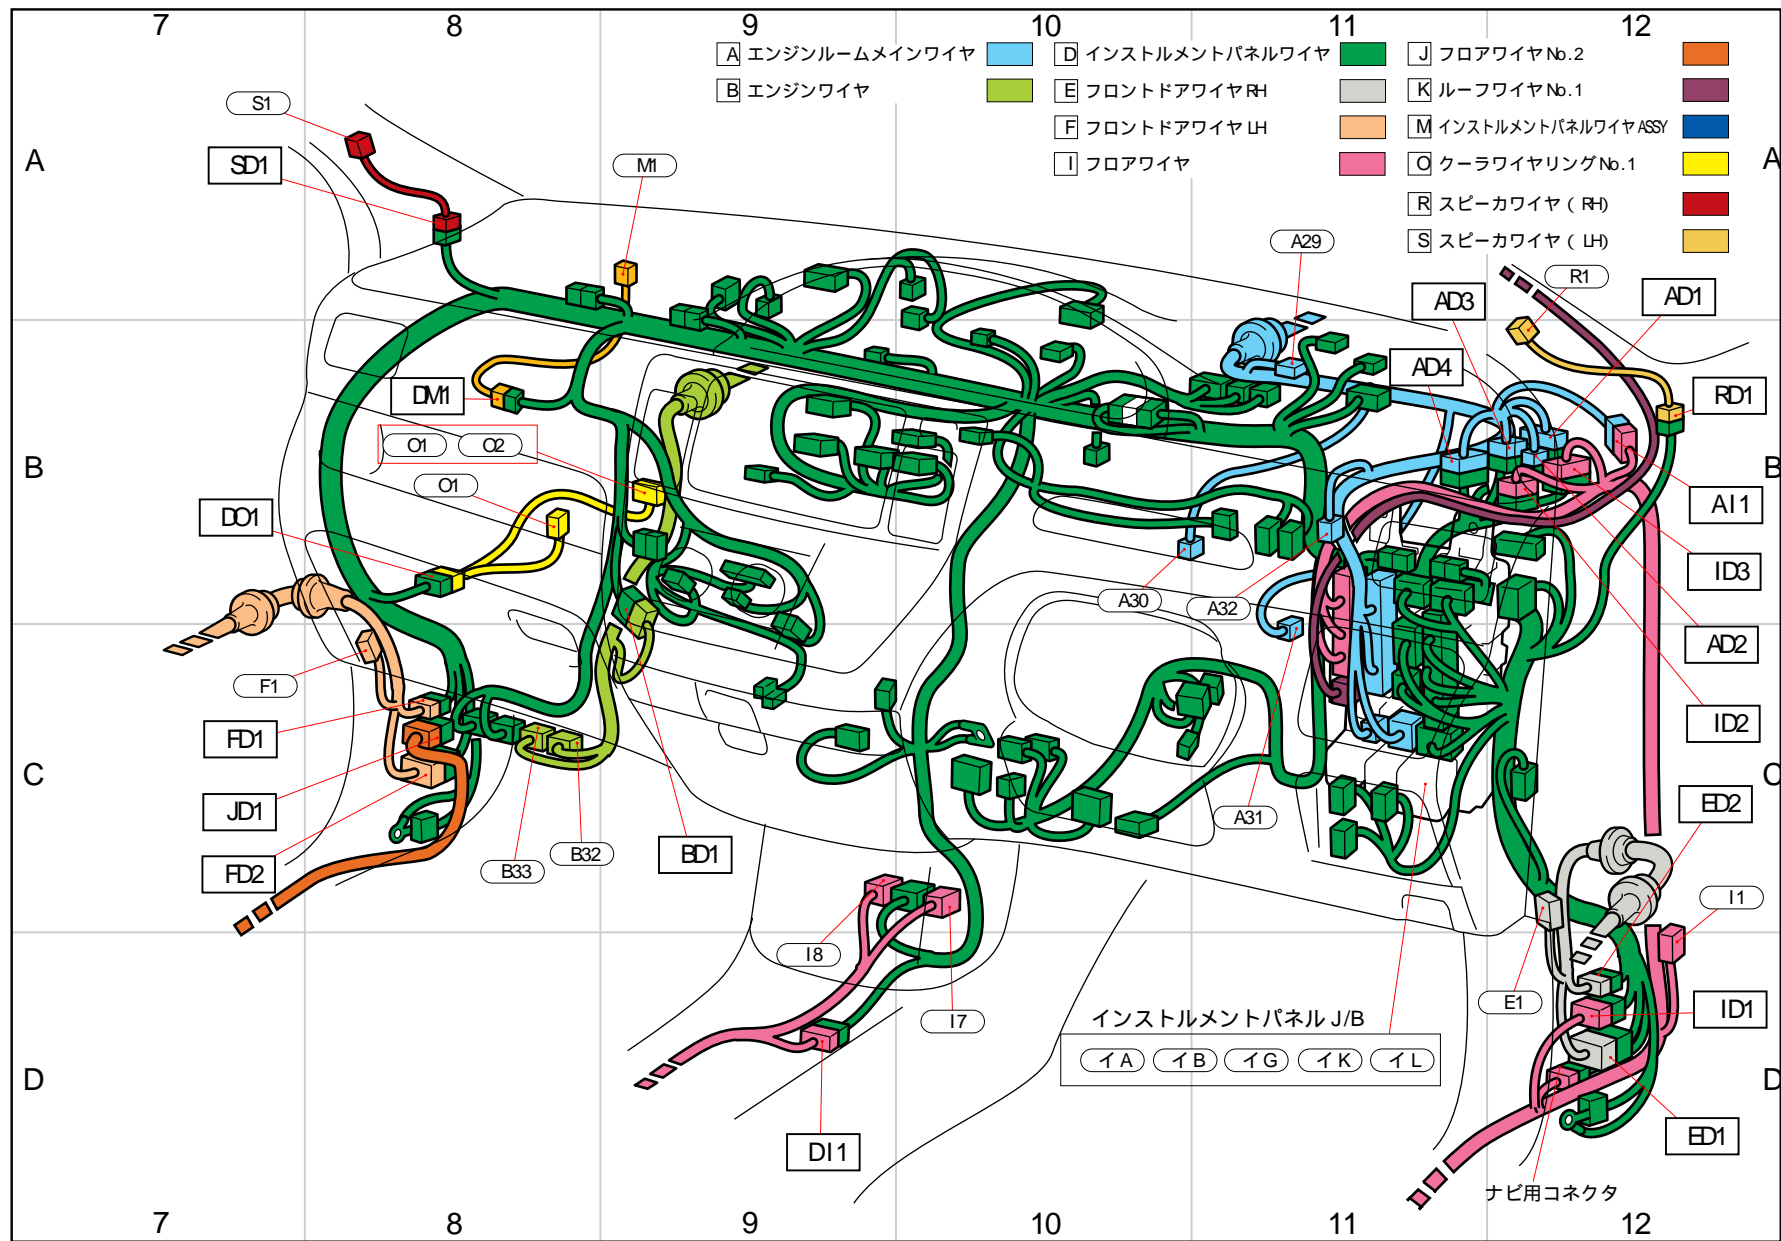 7 8 9 10 11 12
A エンジンルームメインワイヤ
B エンジンワイヤ
D インストルメントパネルワイヤ
E フロントドアワイヤ RH
F フロントドアワイヤ LH
I フロアワイヤ
J フロアワイヤ No.2
K ルーフワイヤ No.1
M インストルメントパネルワイヤ ASSY
O クーラワイヤリング No.1
R スピーカワイヤ ( RH)
S スピーカワイヤ ( LH)
A
A
S1
SD1
M1
A29
R1
AD3
AD1
AD4
DM1
RD1
O1 O2
B
B
O1
AI1
DO1
ID3
A30
A32
AD2
F1
ID2
FD1
C
C
JD1
A31
ED2
FD2
B33
B32
BD1
I1
I8
E1
I7
ID1
インストルメントパネル J/B
イA イB イG イK イL
D
D
DI1
ED1
ナビ用コネクタ
7 8 9 10 11 12